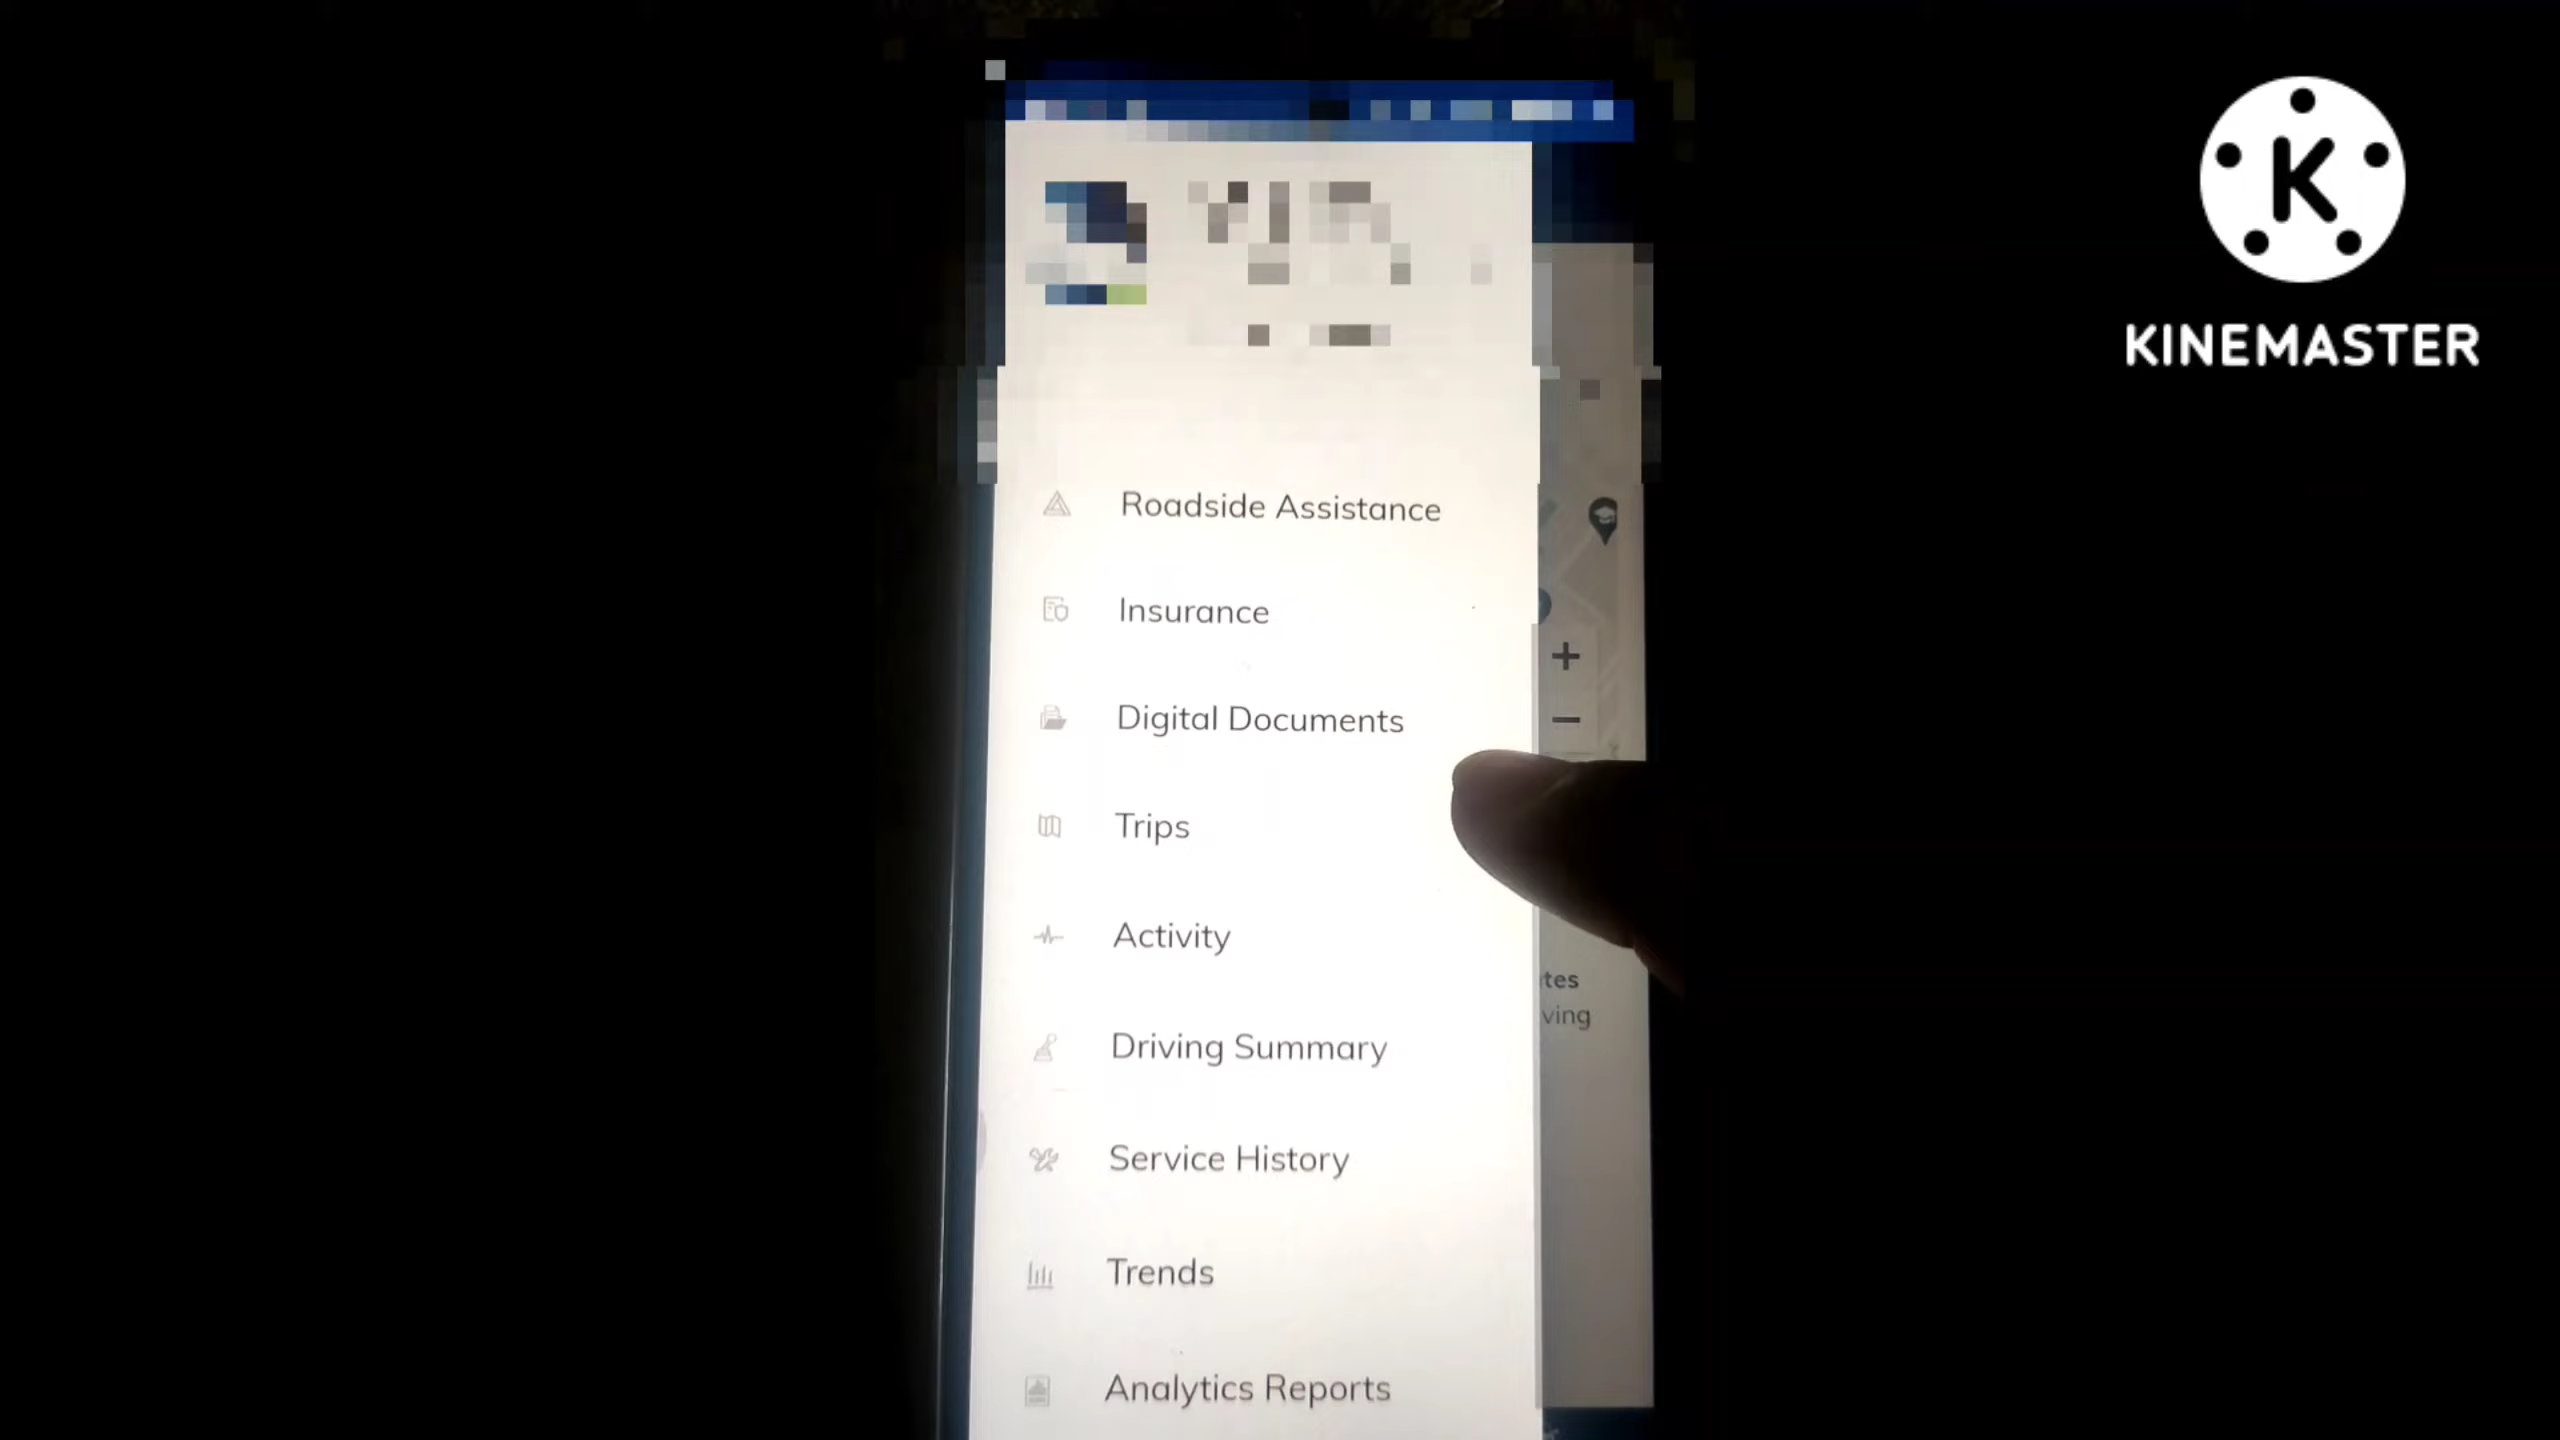 K
KINEMASTER
Roadside Assistance
Insurance
Digital Documents
Trips
Activity
Driving Summary
Service History
Trends
Analytics Reports
+
−
tes
ving